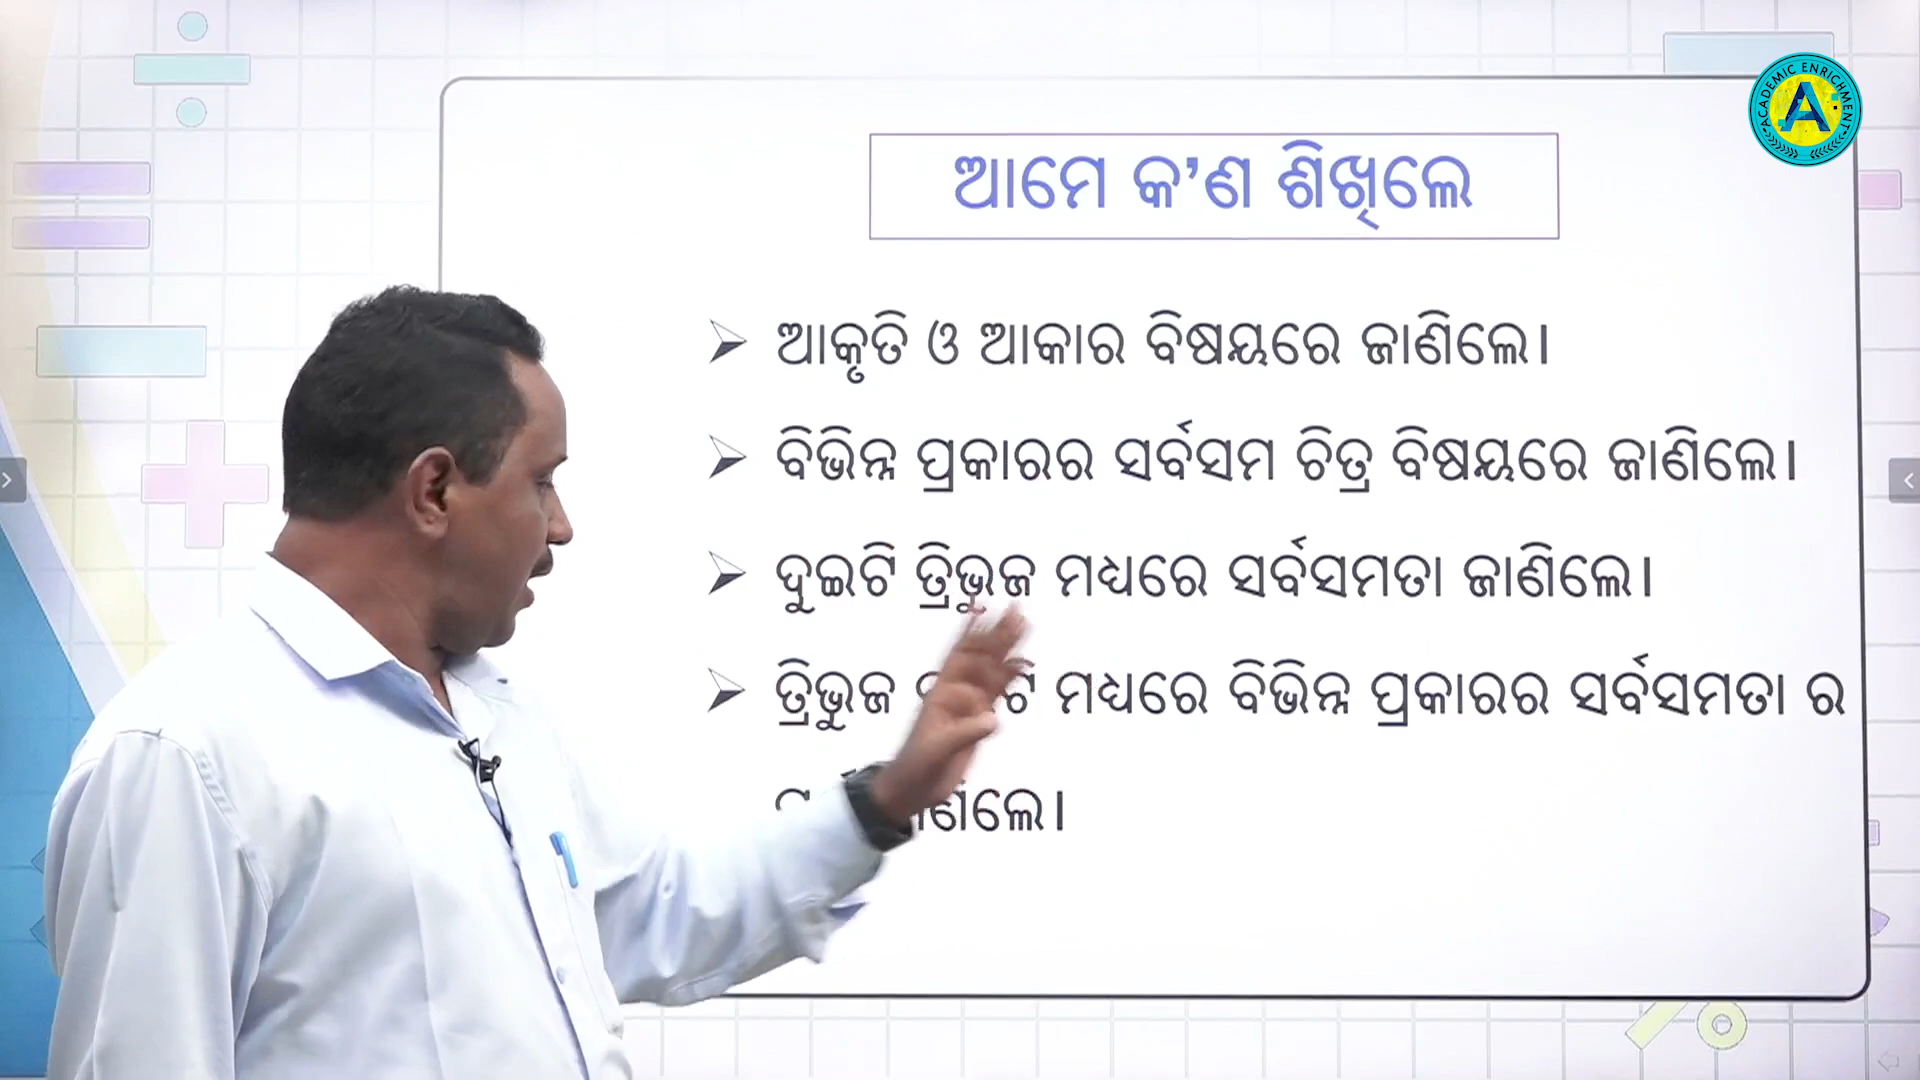 ACADEMIC ENRICHMENT
A
ଆମେ କ'ଣ ଶିଖିଲେ
ଆକୃତି ଓ ଆକାର ବିଷୟରେ ଜାଣିଲେ।
ବିଭିନ୍ନ ପ୍ରକାରର ସର୍ବସମ ଚିତ୍ର ବିଷୟରେ ଜାଣିଲେ।
ଦୁଇଟି ତ୍ରିଭୁଜ ମଧ୍ୟରେ ସର୍ବସମତା ଜାଣିଲେ।
ତ୍ରିଭୁଜ ମଧ୍ୟରେ ବିଭିନ୍ନ ପ୍ରକାରର ସର୍ବସମତା ର